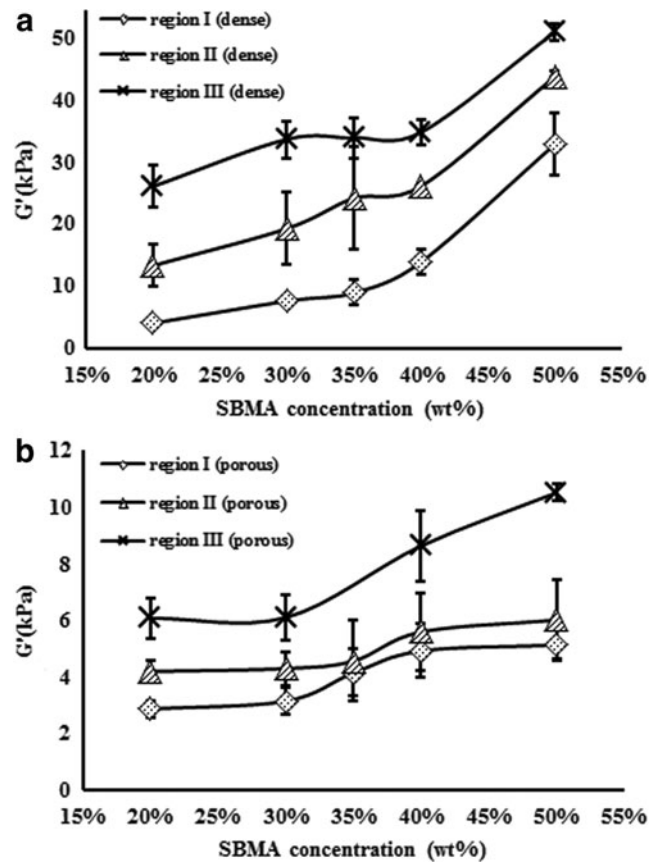 a
region I (dense)
region II (dense)
region III (dense)
50
40
30
20
10
0
G'(kPa)
15% 20% 25% 30% 35% 40% 45% 50% 55%
SBMA concentration (wt%)
b
region I (porous)
region II (porous)
region III (porous)
12
10
8
6
4
2
0
G'(kPa)
15% 20% 25% 30% 35% 40% 45% 50% 55%
SBMA concentration (wt%)